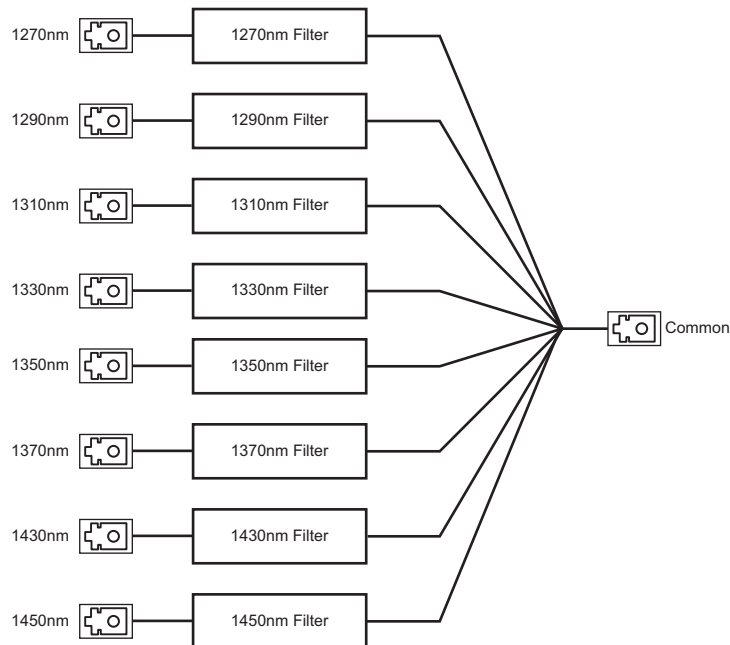 1270nm 1270nm Filter
1290nm 1290nm Filter
1310nm 1310nm Filter
1330nm 1330nm Filter
Common
1350nm 1350nm Filter
1370nm 1370nm Filter
1430nm 1430nm Filter
1450nm 1450nm Filter